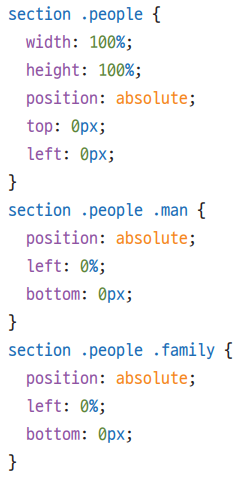 section .people {
  width: 100%;
  height: 100%;
  position: absolute;
  top: 0px;
  left: 0px;
}
section .people .man {
  position: absolute;
  left: 0%;
  bottom: 0px;
}
section .people .family {
  position: absolute;
  left: 0%;
  bottom: 0px;
}